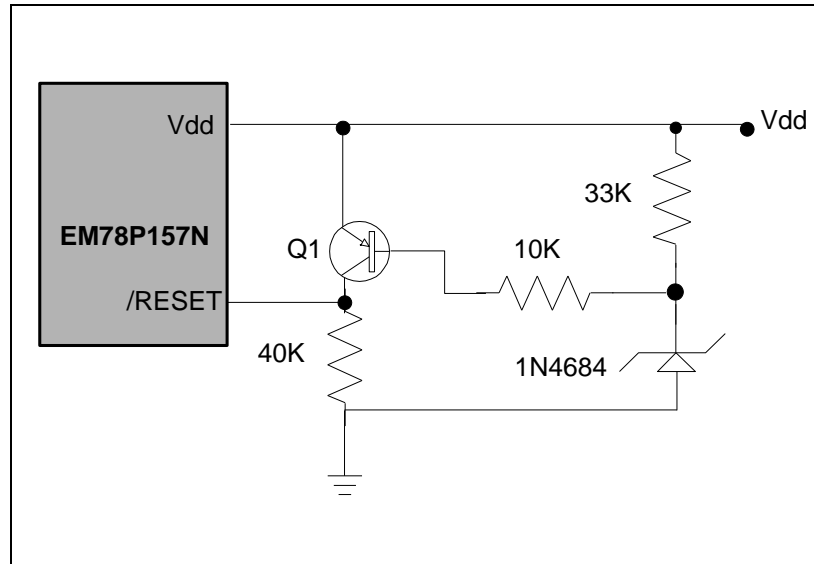 Vdd
Vdd
33K
EM78P157N
Q1
10K
/RESET
40K
1N4684